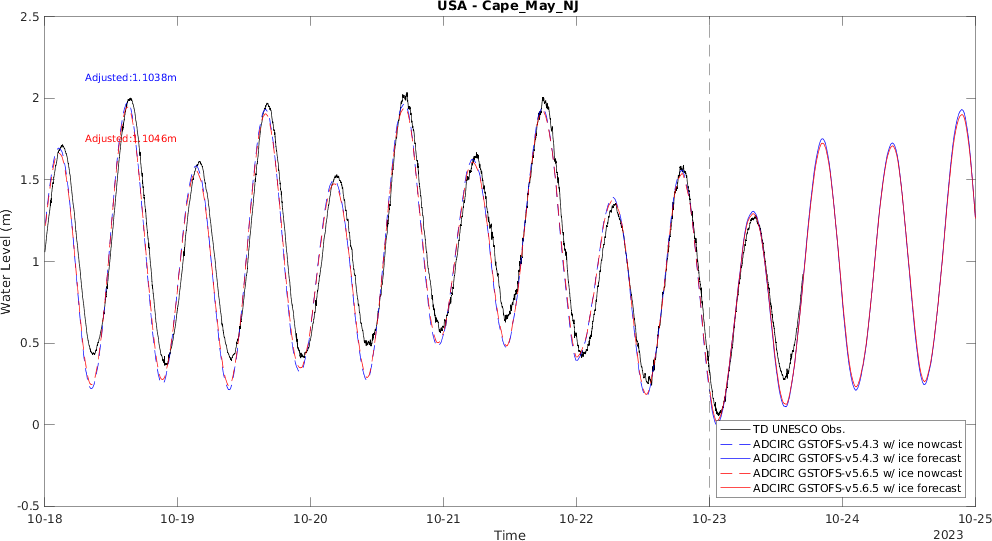 USA - Cape_May_NJ
2.5
2
1.5
1
0.5
0
-0.5
Water Level (m)
Adjusted:1.1038m
Adjusted:1.1046m
TD UNESCO Obs.
ADCIRC GSTOFS-v5.4.3 w/ ice nowcast
ADCIRC GSTOFS-v5.4.3 w/ ice forecast
ADCIRC GSTOFS-v5.6.5 w/ ice nowcast
ADCIRC GSTOFS-v5.6.5 w/ ice forecast
10-18 10-19 10-20 10-21 10-22 10-23 10-24 10-25
Time
2023